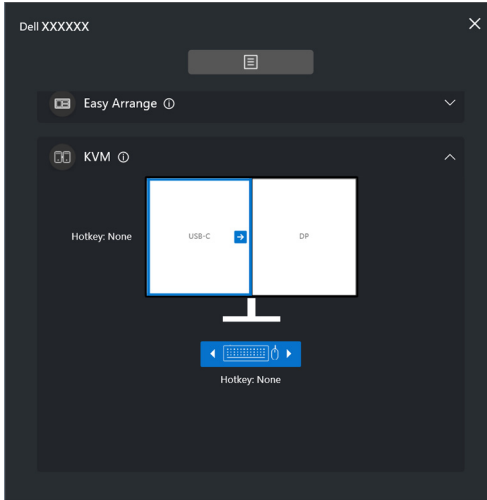 Dell XXXXXX
Easy Arrange
KVM
Hotkey: None
USB-C
DP
Hotkey: None